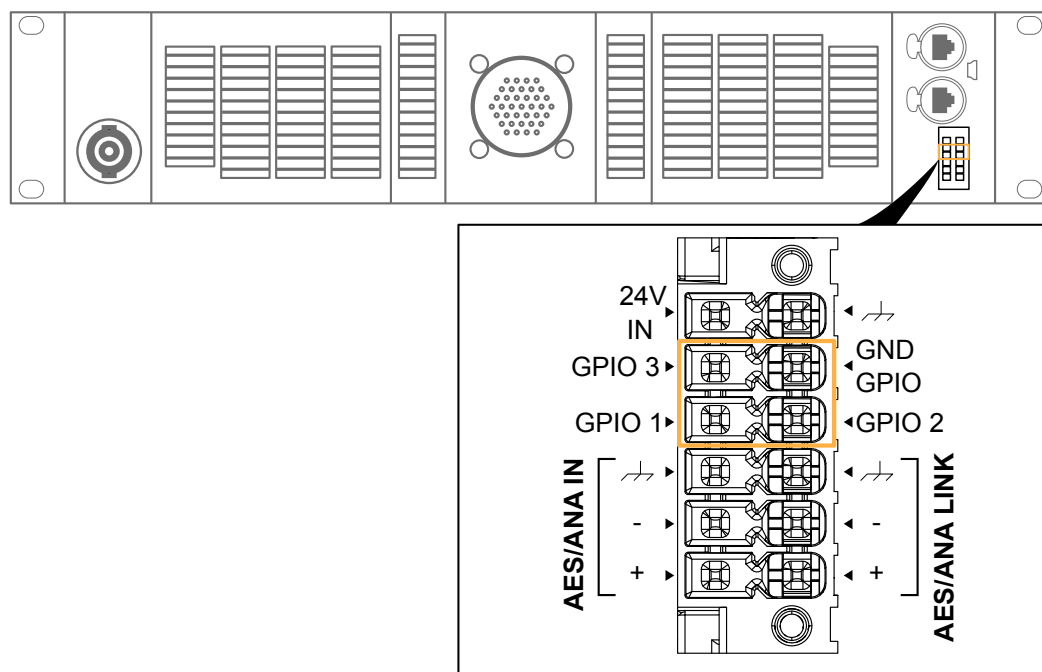 24V
IN
GPIO 3
GND
GPIO
GPIO 1
GPIO 2
AES/ANA IN
-
+
AES/ANA LINK
-
+